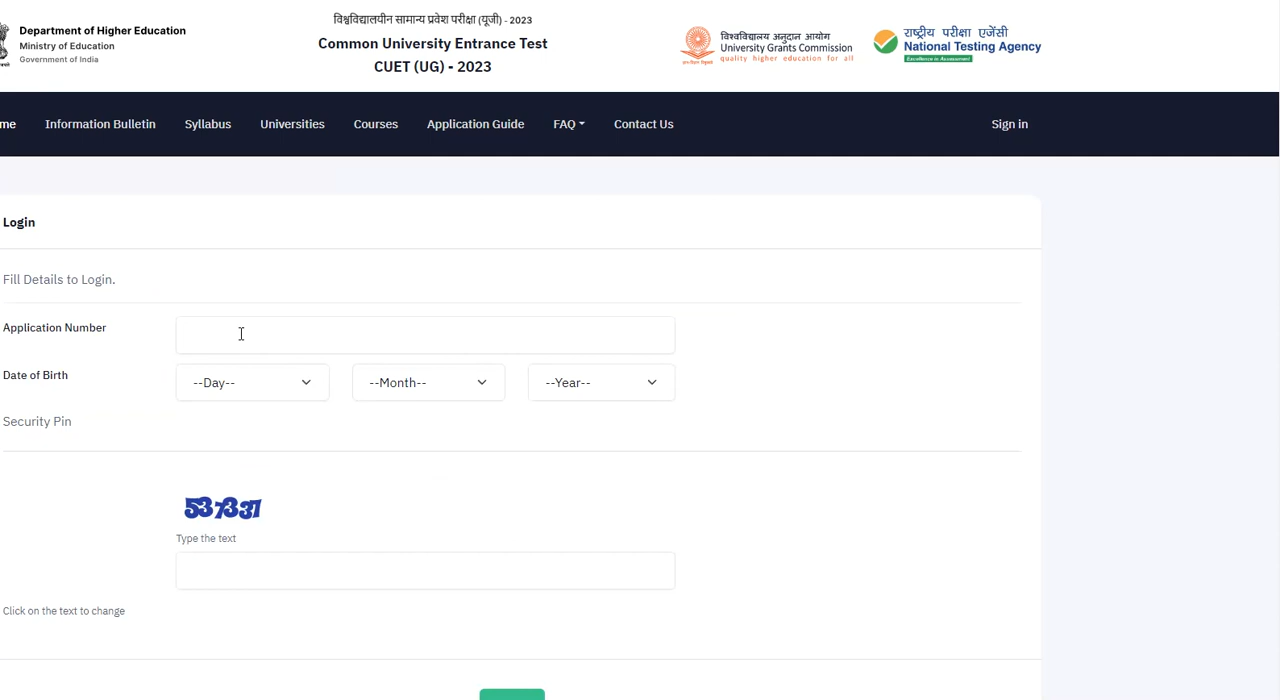 Department of Higher Education
Ministry of Education
Government of India
विश्वविद्यालयीन सामान्य प्रवेश परीक्षा (यूजी) - 2023
Common University Entrance Test
CUET (UG) - 2023
विश्वविद्यालय अनुदान आयोग
University Grants Commission
quality higher education for all
राष्ट्रीय परीक्षा एजेंसी
National Testing Agency
Excellence in Assessment
me
Information Bulletin
Syllabus
Universities
Courses
Application Guide
FAQ
Contact Us
Sign in
Login
Fill Details to Login.
Application Number
Date of Birth
--Day--
--Month--
--Year--
Security Pin
537331
Type the text
Click on the text to change